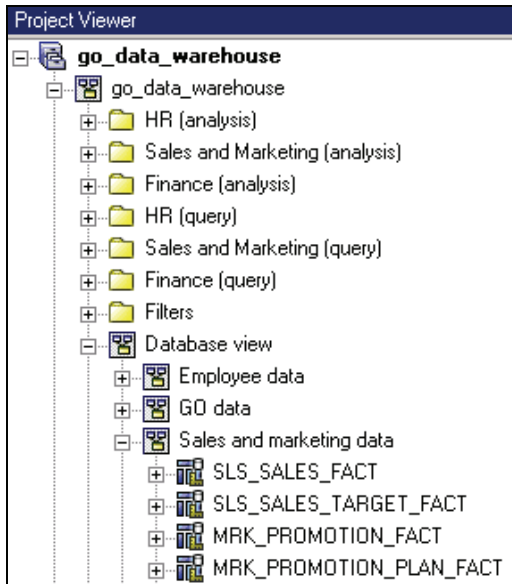 Project Viewer
go_data_warehouse
go_data_warehouse
HR (analysis)
Sales and Marketing (analysis)
Finance (analysis)
HR (query)
Sales and Marketing (query)
Finance (query)
Filters
Database view
Employee data
GO data
Sales and marketing data
SLS_SALES_FACT
SLS_SALES_TARGET_FACT
MRK_PROMOTION_FACT
MRK_PROMOTION_PLAN_FACT